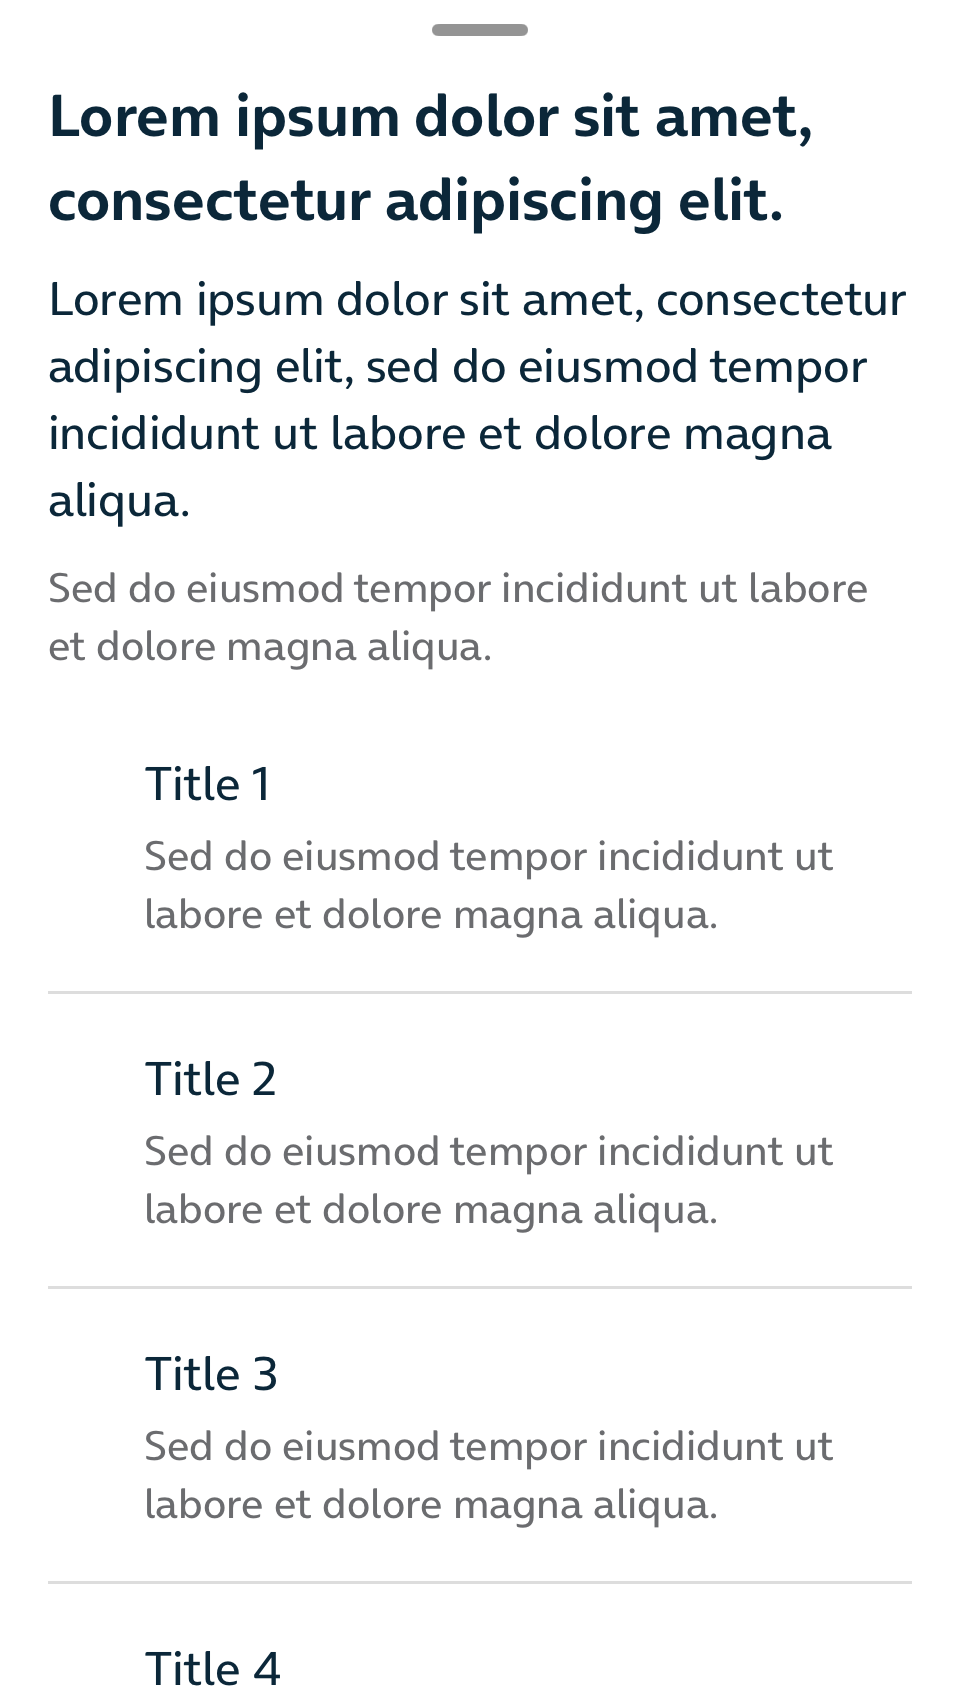 Lorem ipsum dolor sit amet,
consectetur adipiscing elit.
Lorem ipsum dolor sit amet, consectetur
adipiscing elit, sed do eiusmod tempor
incididunt ut labore et dolore magna
aliqua.
Sed do eiusmod tempor incididunt ut labore
et dolore magna aliqua.
Title 1
Sed do eiusmod tempor incididunt ut
labore et dolore magna aliqua.
Title 2
Sed do eiusmod tempor incididunt ut
labore et dolore magna aliqua.
Title 3
Sed do eiusmod tempor incididunt ut
labore et dolore magna aliqua.
Title 4